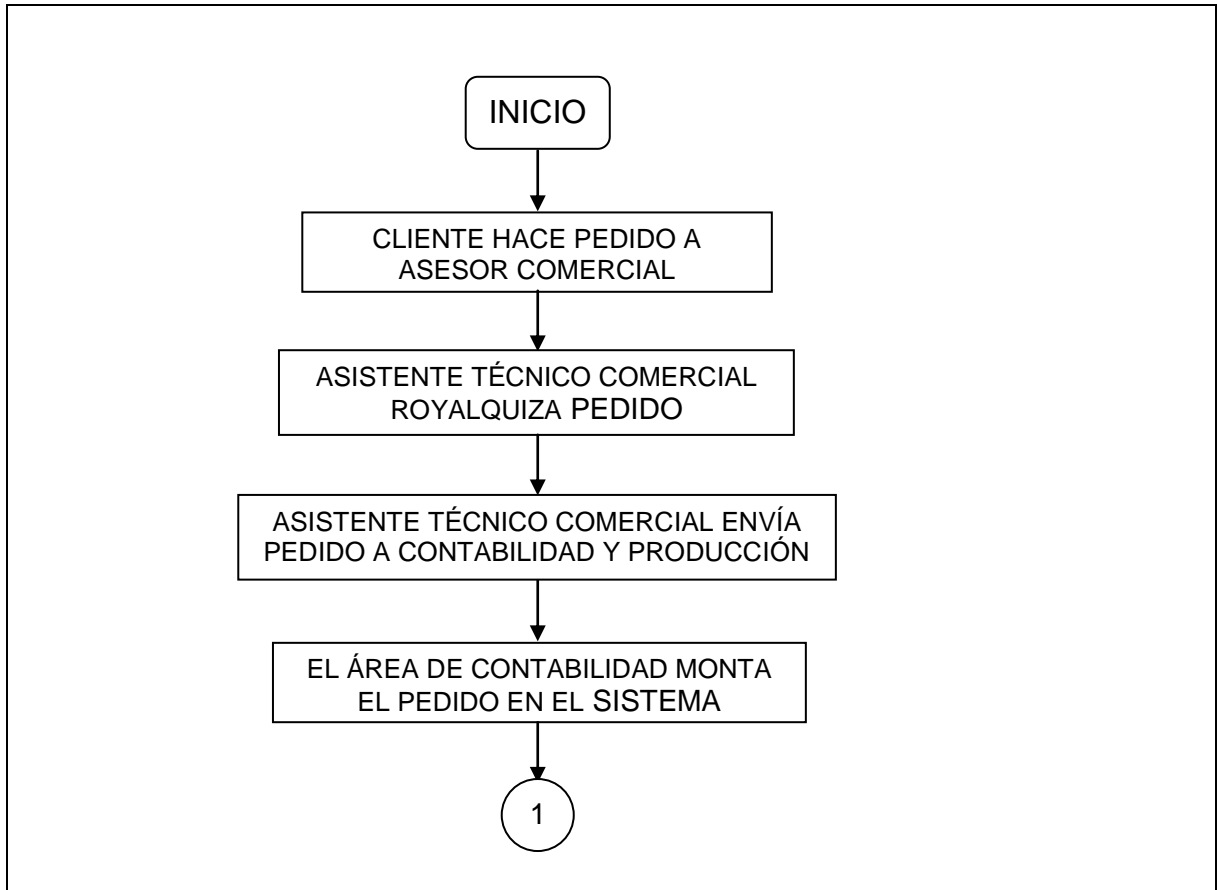 INICIO
CLIENTE HACE PEDIDO A
ASESOR COMERCIAL
ASISTENTE TÉCNICO COMERCIAL
ROYALQUIZA PEDIDO
ASISTENTE TÉCNICO COMERCIAL ENVÍA
PEDIDO A CONTABILIDAD Y PRODUCCIÓN
EL ÁREA DE CONTABILIDAD MONTA
EL PEDIDO EN EL SISTEMA
1